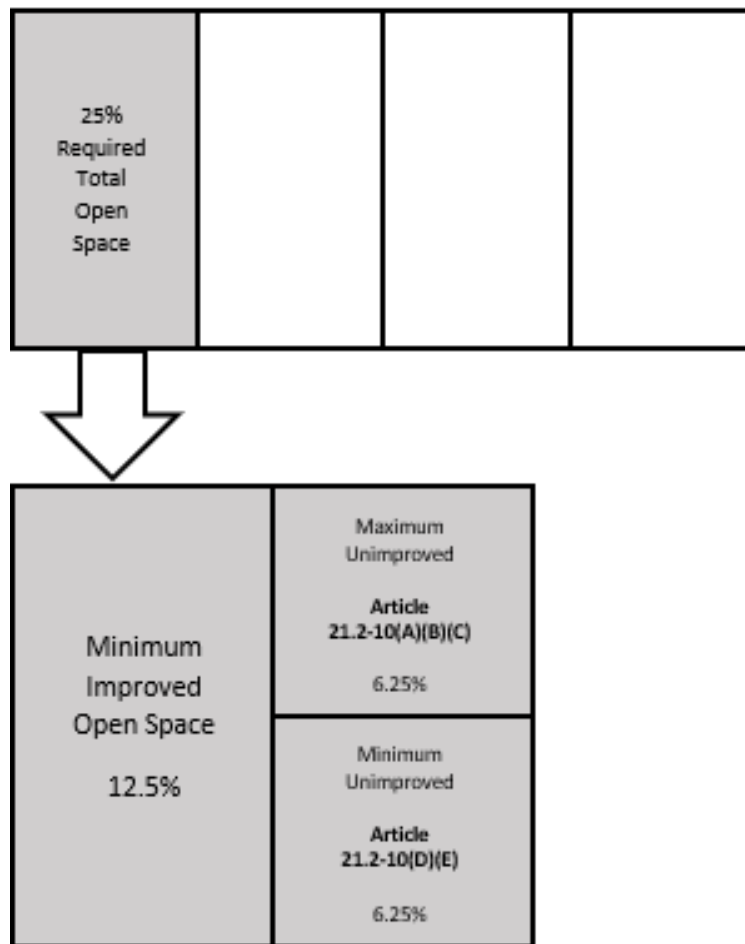 25%
Required
Total
Open
Space
Minimum
Improved
Open Space
12.5%
Maximum
Unimproved
Article
21.2-10(A)(B)(C)
6.25%
Minimum
Unimproved
Article
21.2-10(D)(E)
6.25%